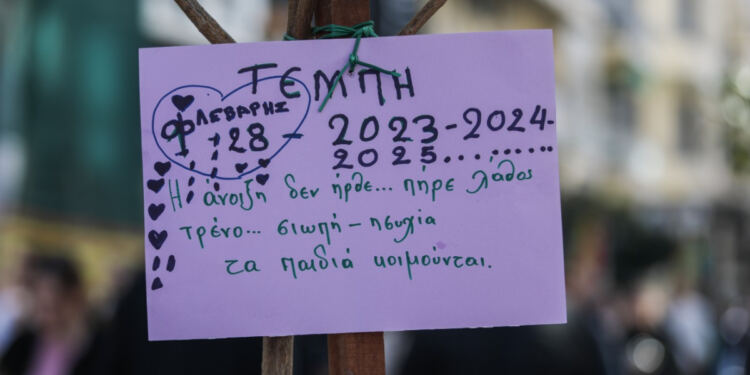 ΤΕΜΠΗ
ΦΛΕΒΑΡΗΣ
28 - 2023-2024-
2025..........
Η άνοιξη δεν ήρθε... πήρε λάθος
τρένο... σιωπή - ησυχία
τα παιδιά κοιμούνται.